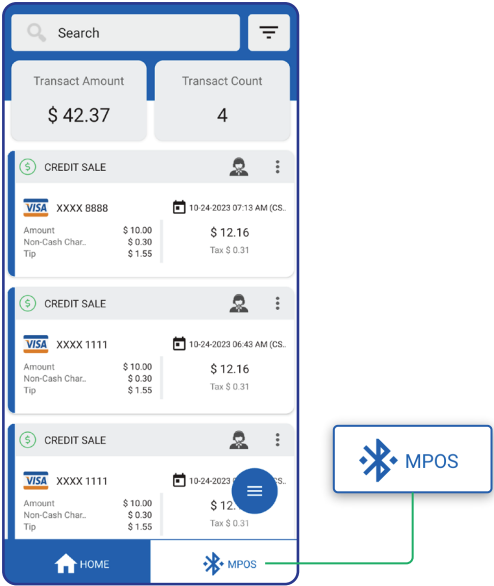 Search
Transact Amount
$ 42.37
Transact Count
4
$ CREDIT SALE
VISA XXXX 8888
10-24-2023 07:13 AM (CS..
Amount $ 10.00
Non-Cash Char.. $ 0.30
Tip $ 1.55
$ 12.16
Tax $ 0.31
$ CREDIT SALE
VISA XXXX 1111
10-24-2023 06:43 AM (CS..
Amount $ 10.00
Non-Cash Char.. $ 0.30
Tip $ 1.55
$ 12.16
Tax $ 0.31
$ CREDIT SALE
VISA XXXX 1111
10-24-2023
CS..
Amount $ 10.00
Non-Cash Char.. $ 0.30
Tip $ 1.55
$ 12.
Tax $ 0.31
HOME
MPOS
MPOS